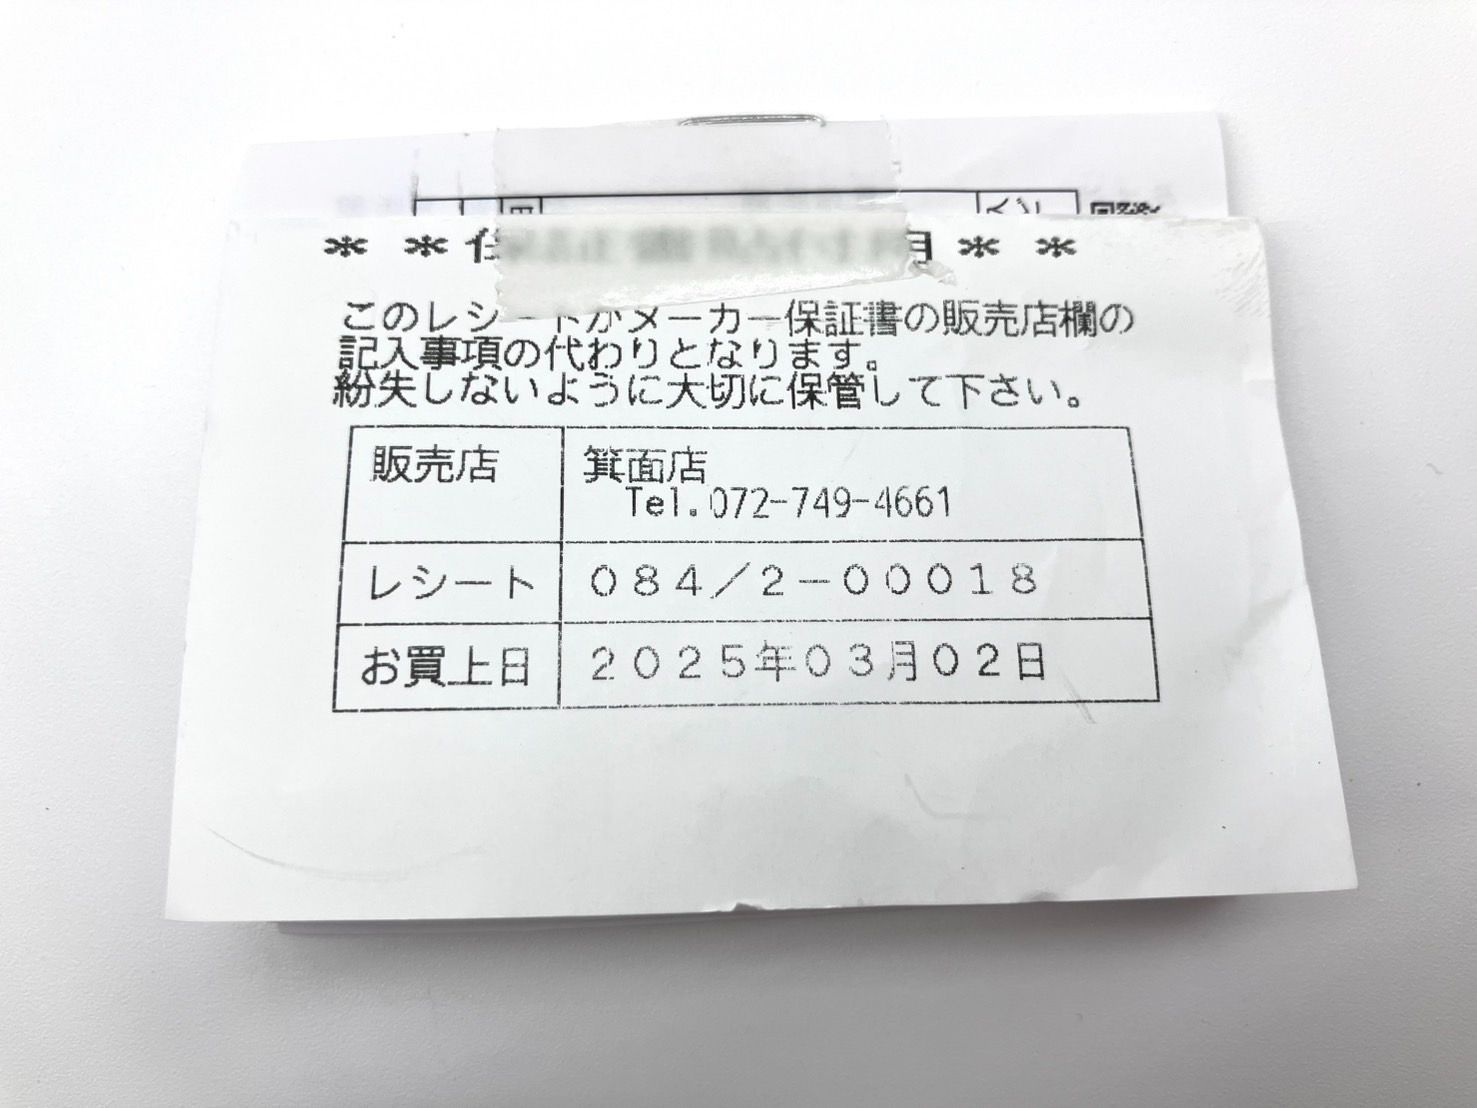 ＊ ＊ ＊ ＊
このレシートがメーカー保証書の販売店欄の
記入事項の代わりとなります。
紛失しないように大切に保管して下さい。
販売店 箕面店
Tel.072-749-4661
レシート ０８４／２－０００１８
お買上日 ２０２５年０３月０２日